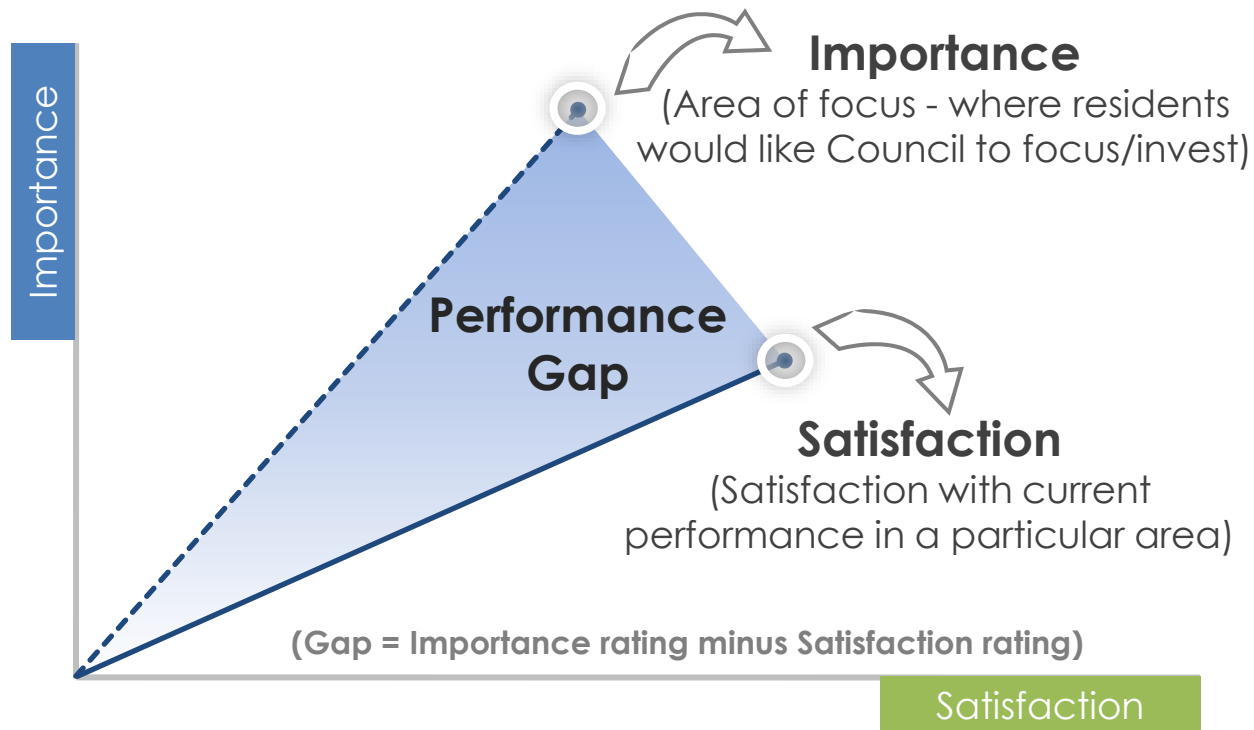 Importance
Importance
(Area of focus - where residents
would like Council to focus/invest)
Performance
Gap
Satisfaction
(Satisfaction with current
performance in a particular area)
(Gap = Importance rating minus Satisfaction rating)
Satisfaction